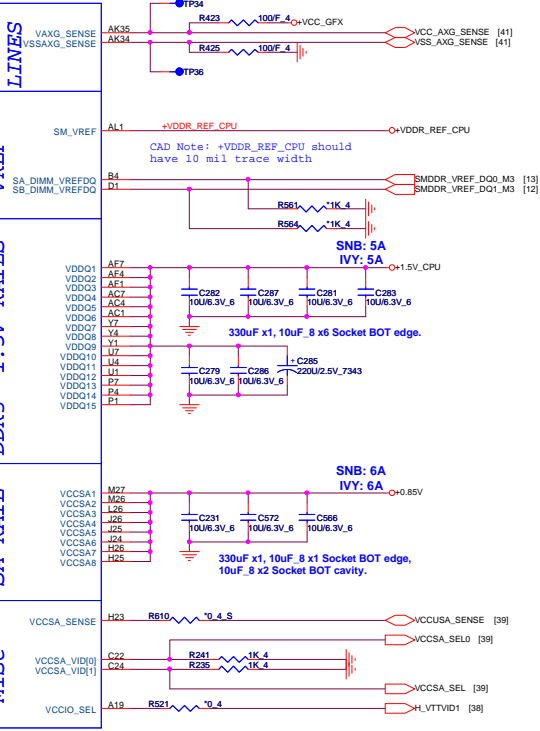 TP34
R423 100/F_4 +VCC_GFX
LINES
VAXG_SENSE AK35 VCC_AXG_SENSE [41]
VSSAXG_SENSE AK34 VSS_AXG_SENSE [41]
R425 100/F_4
TP36
SM_VREF AL1 +VDDR_REF_CPU +VDDR_REF_CPU
CAD Note: +VDDR_REF_CPU should
have 10 mil trace width
SA_DIMM_VREFDQ B4 SMDDR_VREF_DQ0_M3 [13]
SB_DIMM_VREFDQ D1 SMDDR_VREF_DQ1_M3 [12]
R561 *1K_4
R564 *1K_4
SNB: 5A
IVY: 5A
+1.5V_CPU
VDDQ1 AF7
VDDQ2 AF4
VDDQ3 AF1
VDDQ4 AC7
VDDQ5 AC4
VDDQ6 AC1
VDDQ7 Y7
VDDQ8 Y4
VDDQ9 Y1
VDDQ10 U7
VDDQ11 U4
VDDQ12 U1
VDDQ13 P7
VDDQ14 P4
VDDQ15 P1
C282 C287 C281 C283
10U/6.3V_6 10U/6.3V_6 10U/6.3V_6 10U/6.3V_6
330uF x1, 10uF_8 x6 Socket BOT edge.
C279 C286 + C285
10U/6.3V_6 10U/6.3V_6 220U/2.5V_7343
SNB: 6A
IVY: 6A
+0.85V
VCCSA1 M27
VCCSA2 M26
VCCSA3 L26
VCCSA4 J26
VCCSA5 J25
VCCSA6 J24
VCCSA7 H26
VCCSA8 H25
C231 C572 C566
10U/6.3V_6 10U/6.3V_6 10U/6.3V_6
330uF x1, 10uF_8 x1 Socket BOT edge,
10uF_8 x2 Socket BOT cavity.
VCCSA_SENSE H23 R610 *0_4_S VCCUSA_SENSE [39]
VCCSA_SEL0 [39]
VCCSA_VID[0] C22 R241 1K_4
VCCSA_VID[1] C24 R235 1K_4
VCCSA_SEL [39]
VCCIO_SEL A19 R521 *0_4 H_VTTVID1 [38]